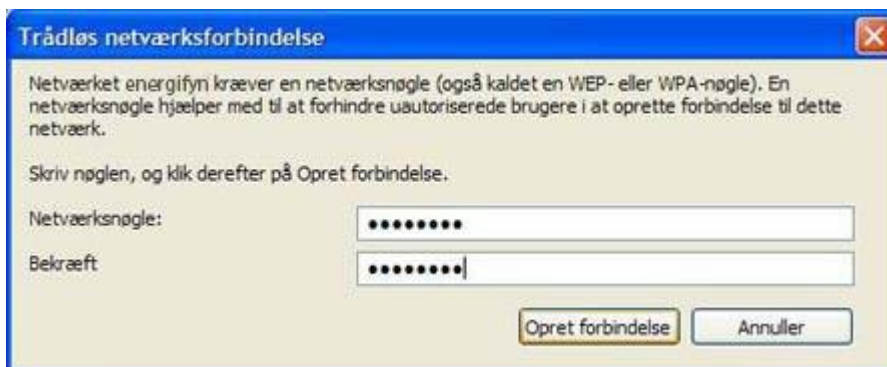 Trådløs netværksforbindelse
Netværket energifyn kræver en netværksnøgle (også kaldet en WEP- eller WPA-nøgle). En
netværksnøgle hjælper med til at forhindre uautoriserede brugere i at oprette forbindelse til dette
netværk.
Skriv nøglen, og klik derefter på Opret forbindelse.
Netværksnøgle: ••••••••
Bekræft ••••••••
Opret forbindelse Annuller